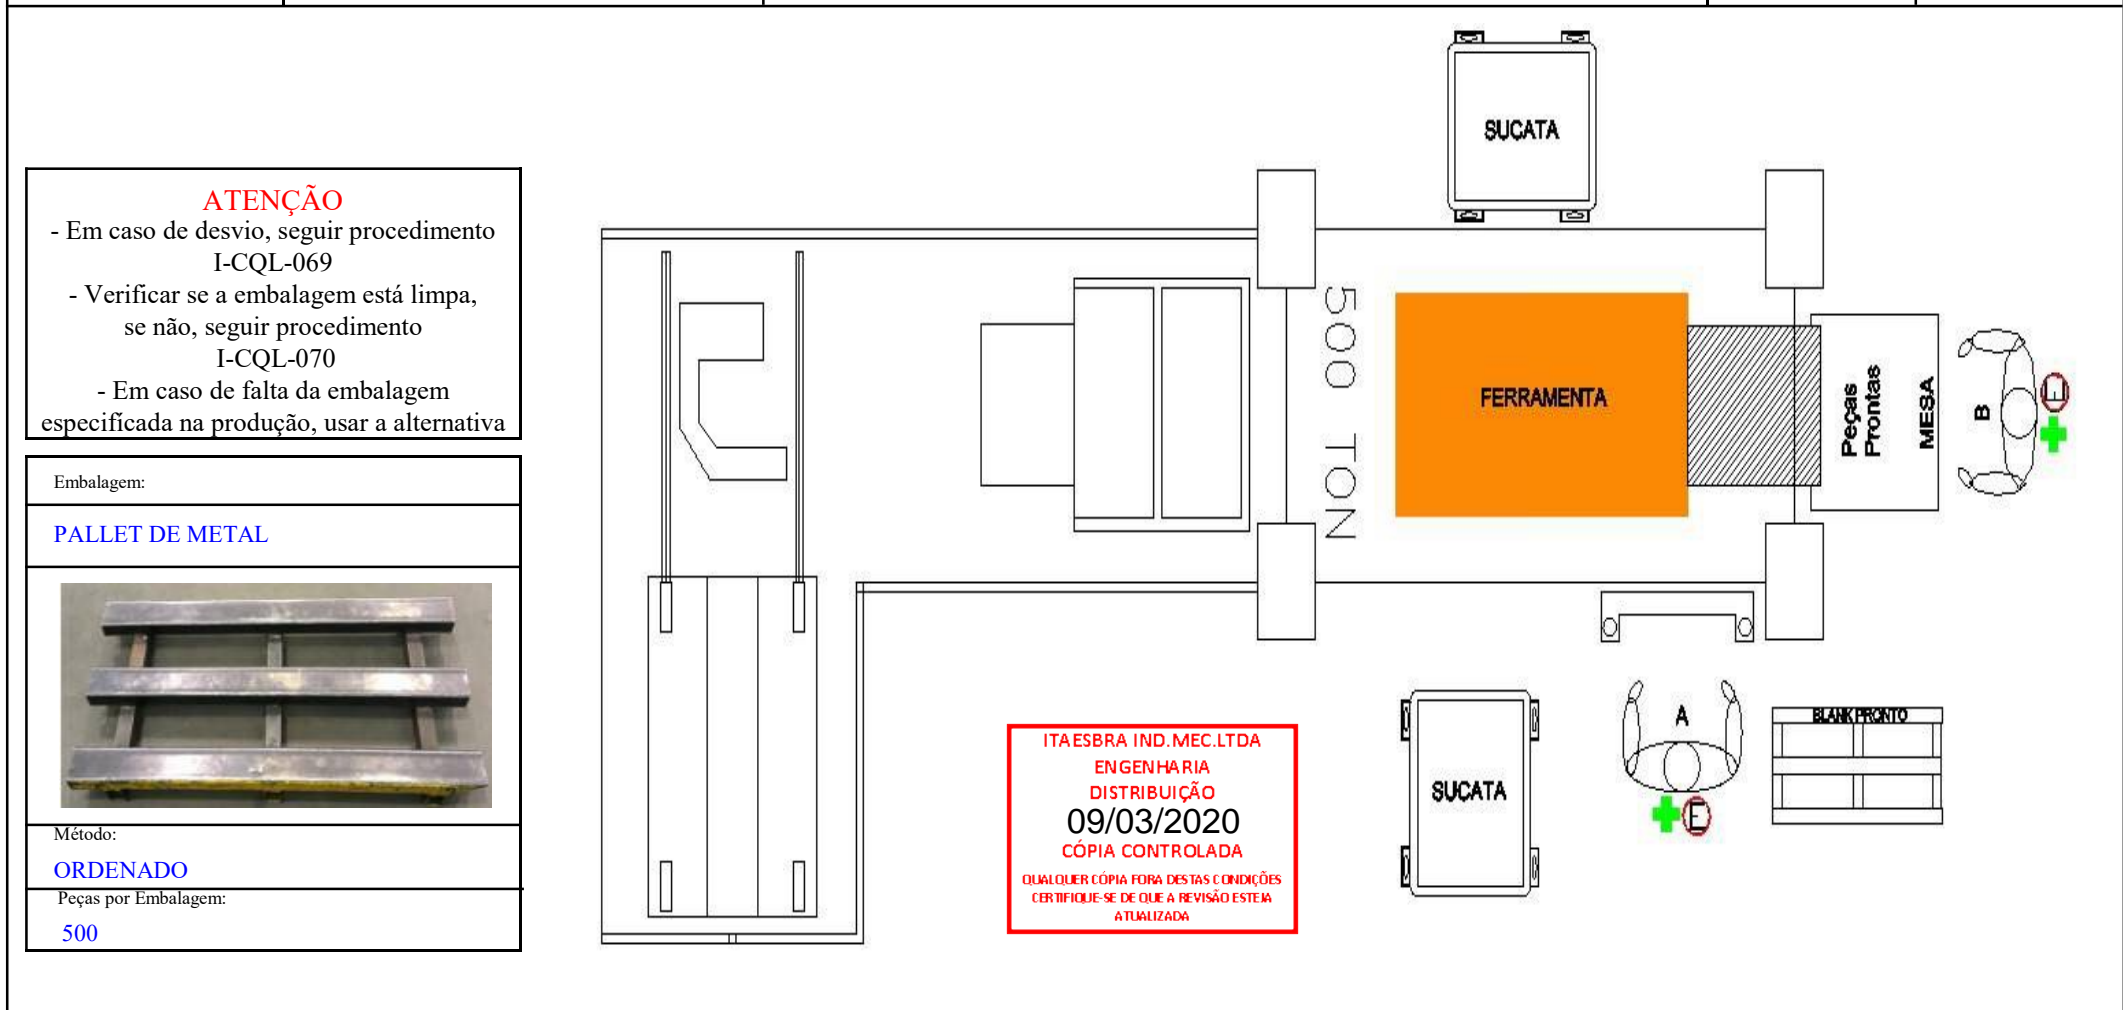 ATENÇÃO
- Em caso de desvio, seguir procedimento
I-CQL-069
- Verificar se a embalagem está limpa,
se não, seguir procedimento
I-CQL-070
- Em caso de falta da embalagem
especificada na produção, usar a alternativa
Embalagem:
PALLET DE METAL
Método:
ORDENADO
Peças por Embalagem:
500
SUCATA
500 TON
FERRAMENTA
Peças
Prontas
MESA
B
E
A
E
BLANK PRONTO
SUCATA
ITAESBRA IND.MEC.LTDA
ENGENHARIA
DISTRIBUIÇÃO
09/03/2020
CÓPIA CONTROLADA
QUALQUER CÓPIA FORA DESTAS CONDIÇÕES
CERTIFIQUE-SE DE QUE A REVISÃO ESTEJA
ATUALIZADA